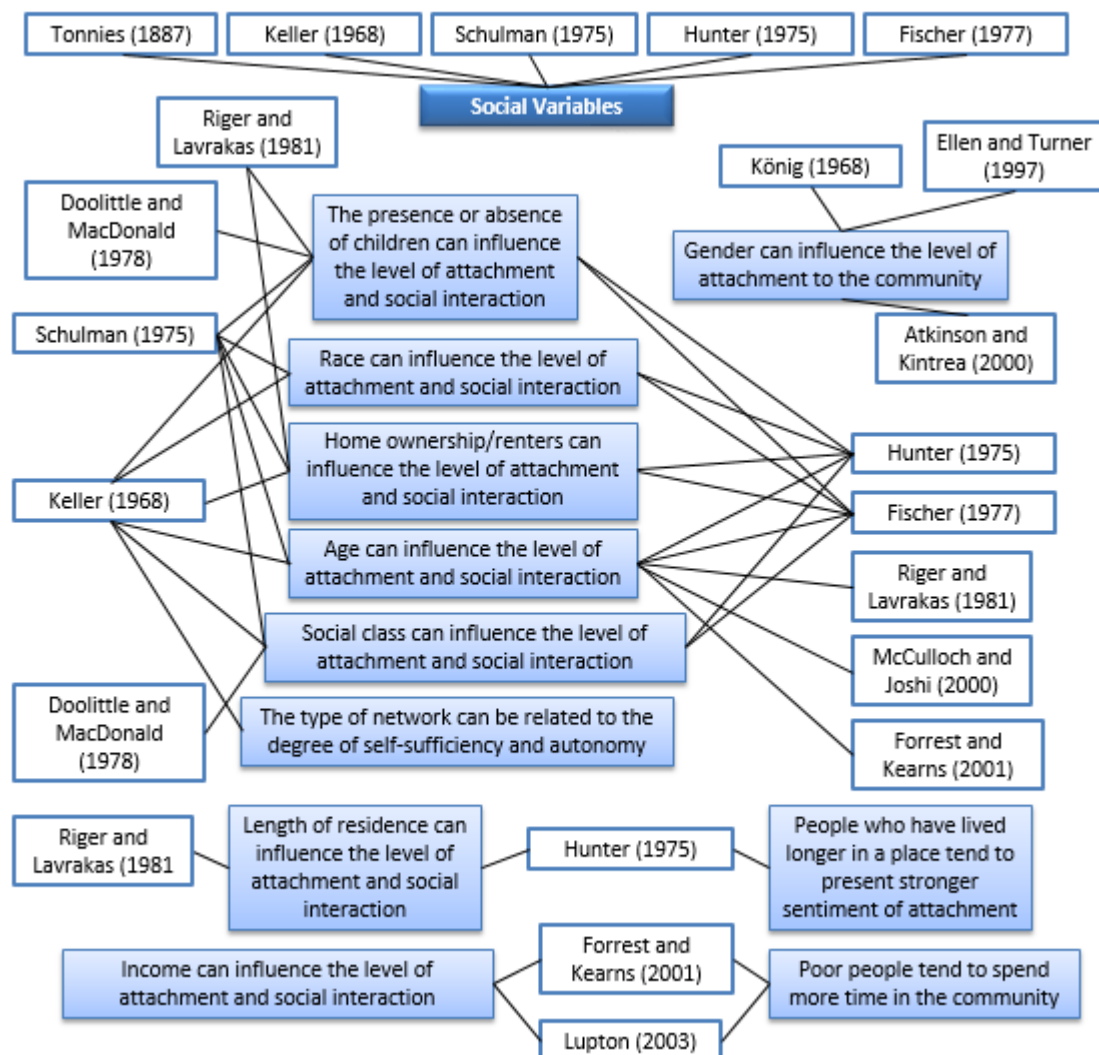 Tonnies (1887)
Keller (1968)
Schulman (1975)
Hunter (1975)
Fischer (1977)
Social Variables
Riger and
Lavrakas (1981)
König (1968)
Ellen and Turner
(1997)
Doolittle and
MacDonald
(1978)
The presence or absence
of children can influence
the level of attachment
and social interaction
Gender can influence the level of
attachment to the community
Schulman (1975)
Atkinson and
Kintrea (2000)
Race can influence the level of
attachment and social interaction
Home ownership/renters can
influence the level of attachment
and social interaction
Hunter (1975)
Keller (1968)
Fischer (1977)
Age can influence the level of
attachment and social interaction
Riger and
Lavrakas (1981)
Social class can influence the level of
attachment and social interaction
McCulloch and
Joshi (2000)
Doolittle and
MacDonald
(1978)
The type of network can be related to the
degree of self-sufficiency and autonomy
Forrest and
Kearns (2001)
Riger and
Lavrakas (1981
Length of residence can
influence the level of
attachment and social
interaction
Hunter (1975)
People who have lived
longer in a place tend to
present stronger
sentiment of attachment
Income can influence the level of
attachment and social interaction
Forrest and
Kearns (2001)
Lupton (2003)
Poor people tend to spend
more time in the community